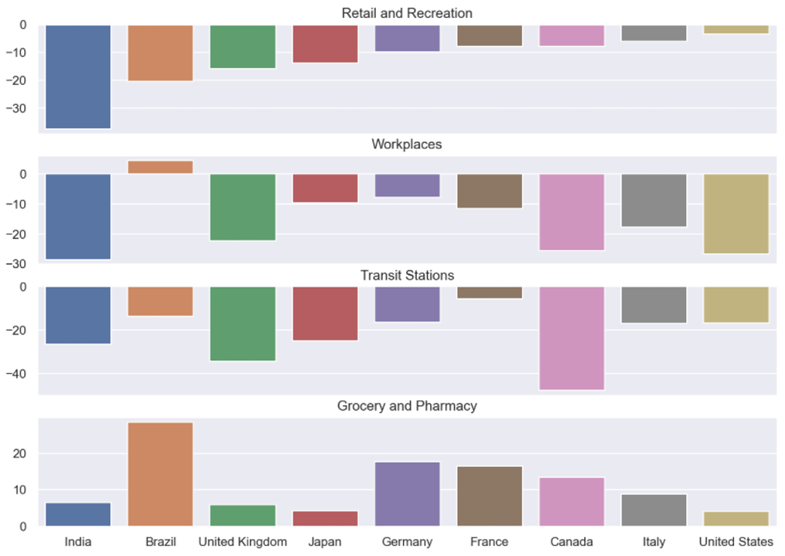 Retail and Recreation
0
−10
−20
−30
Workplaces
0
−10
−20
−30
Transit Stations
0
−20
−40
Grocery and Pharmacy
20
10
0
India Brazil United Kingdom Japan Germany France Canada Italy United States